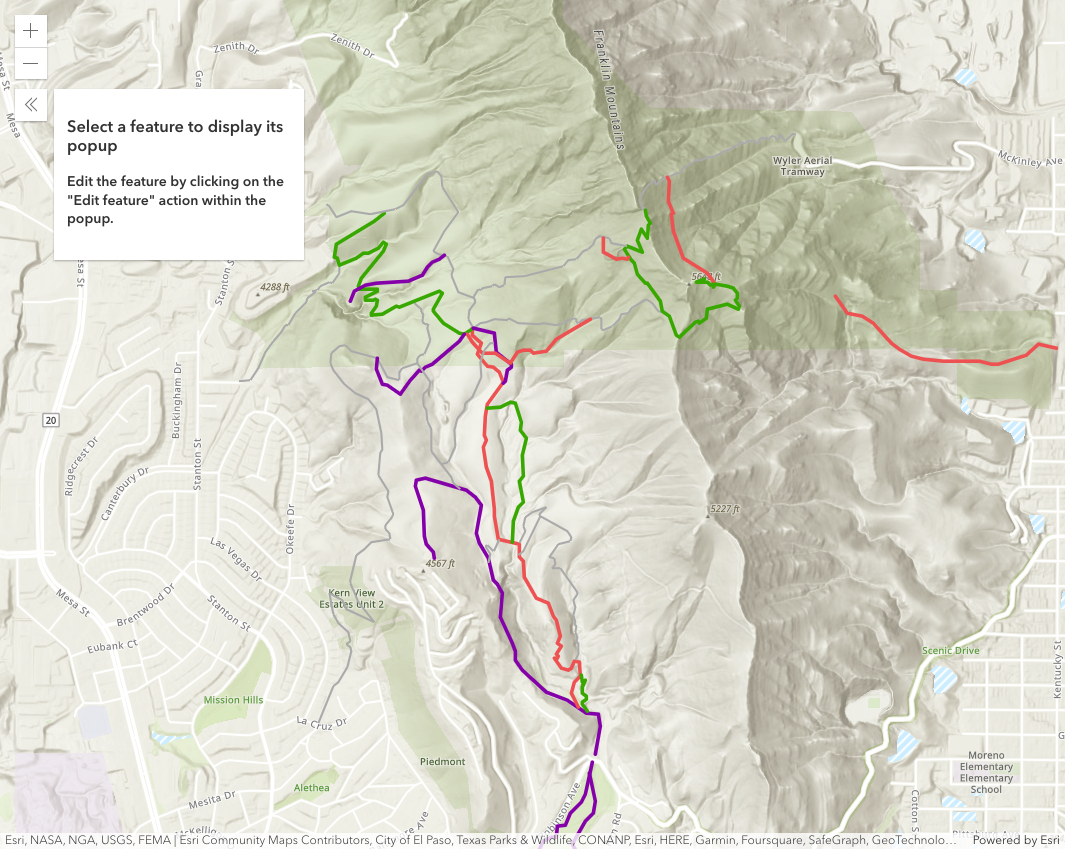 Zenith Dr
Zenith Dr
Franklin Mountains
Mesa St
Mesa
Select a feature to display its
popup
Edit the feature by clicking on the
"Edit feature" action within the
popup.
Wyler Aerial
Tramway
McKinley Ave
Stanton S
4288 ft
20
Buckingham Dr
Ridgecrest Dr
Canterbury Dr
Stanton St
Okeefe Dr
5227 ft
Las Vegas Dr
4567 ft
Kern View
Estates Unit 2
Mesa St
Brentwood Dr
Stanton St
Eubank Ct
Scenic Drive
Kentucky St
Mission Hills
La Cruz Dr
Piedmont
Moreno
Elementary
Elementary
School
Alethea
Mesita Dr
Cotton S
Esri, NASA, NGA, USGS, FEMA | Esri Community Maps Contributors, City of El Paso, Texas Parks & Wildlife, CONANP, Esri, HERE, Garmin, Foursquare, SafeGraph, GeoTechnolo...
Powered by Esri